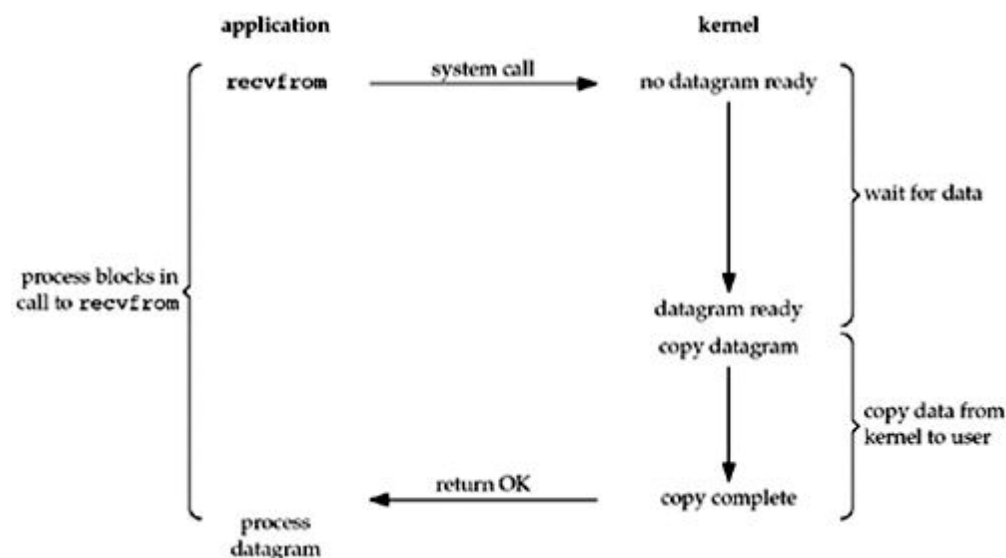 application
kernel
recvfrom
system call
no datagram ready
wait for data
process blocks in
call to recvfrom
datagram ready
copy datagram
copy data from
kernel to user
return OK
copy complete
process
datagram